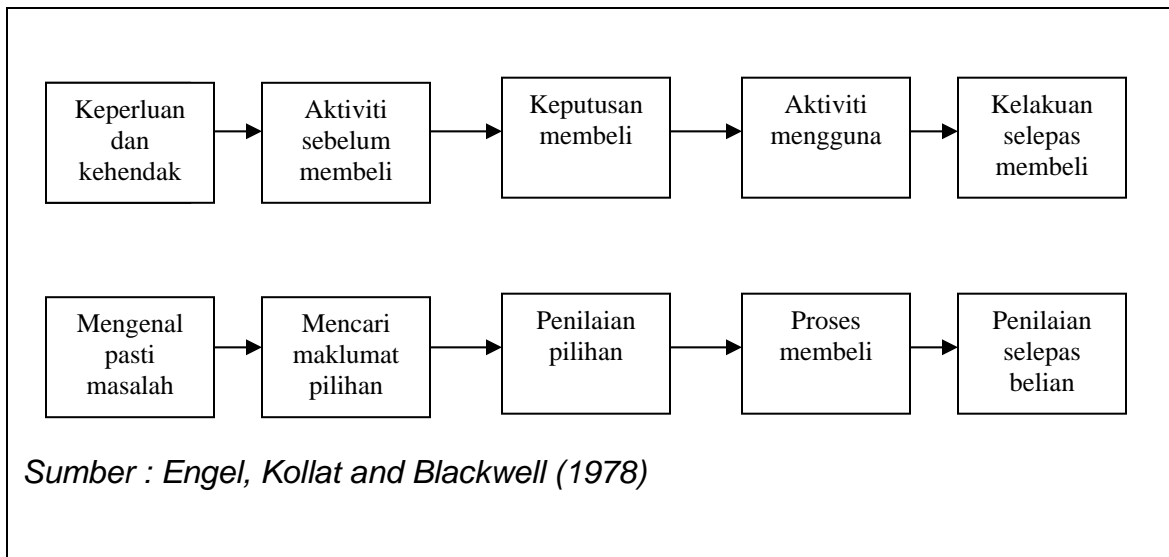 Keperluan
dan
kehendak
Aktiviti
sebelum
membeli
Keputusan
membeli
Aktiviti
mengguna
Kelakuan
selepas
membeli
Mengenal
pasti
masalah
Mencari
maklumat
pilihan
Penilaian
pilihan
Proses
membeli
Penilaian
selepas
belian
Sumber : Engel, Kollat and Blackwell (1978)